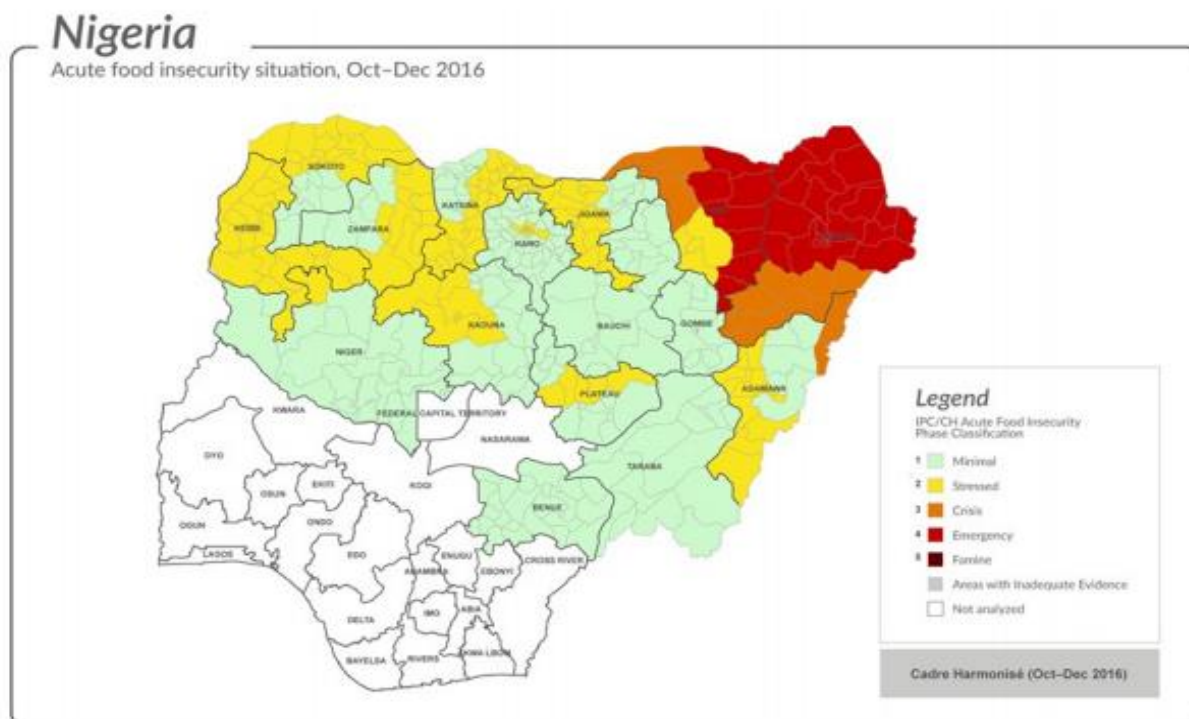 Nigeria
Acute food insecurity situation, Oct–Dec 2016
SOKOTO
KATSINA
KEBBI
ZAMFARA
JIGAWA
KANO
KADUNA
BAUCHI
GOMBE
NIGER
ADAMAWA
PLATEAU
KWARA
FEDERAL CAPITAL TERRITORY
NASARAWA
OYO
TARABA
KOGI
OSUN
EKITI
BENUE
OGUN
ONDO
LAGOS
EDO
ENUGU
CROSS RIVER
ANAMBRA
EBONYI
DELTA
IMO
ABIA
BAYELSA
RIVERS
AKWA IBOM
Legend
IPC/CH Acute Food Insecurity
Phase Classification
1 Minimal
2 Stressed
3 Crisis
4 Emergency
5 Famine
Areas with Inadequate Evidence
Not analyzed
Cadre Harmonisé (Oct–Dec 2016)